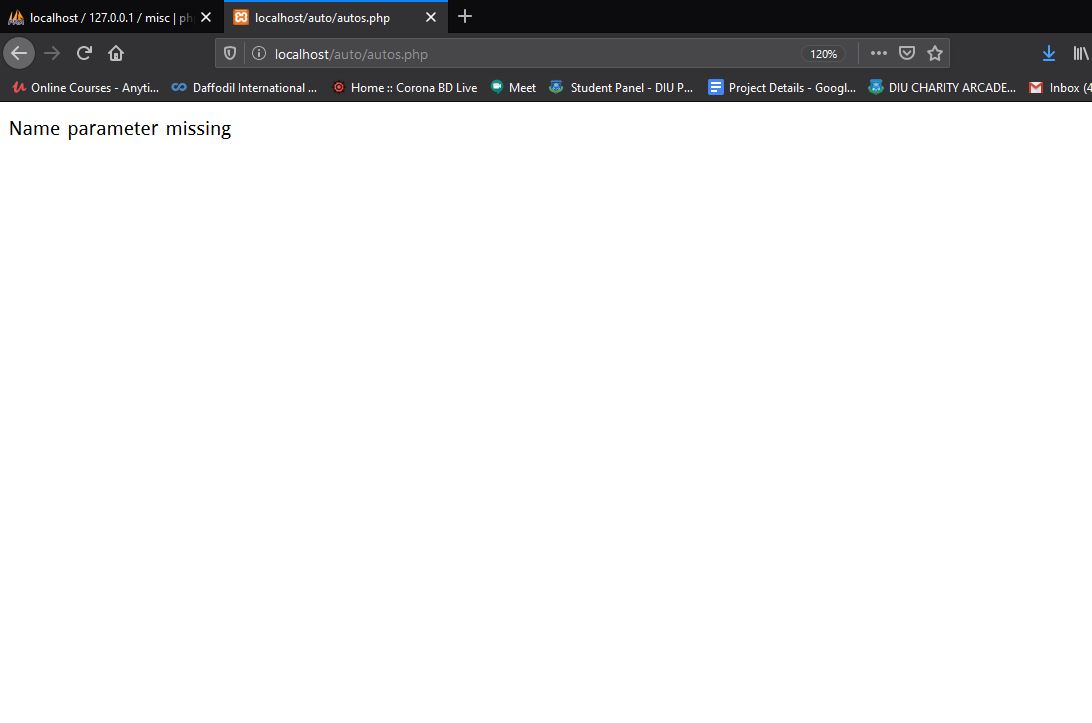 localhost / 127.0.0.1 / misc | ph
localhost/auto/autos.php
localhost/auto/autos.php
120%
Online Courses - Anyti...
Daffodil International ...
Home :: Corona BD Live
Meet
Student Panel - DIU P...
Project Details - Googl...
DIU CHARITY ARCADE...
Inbox (4
Name parameter missing